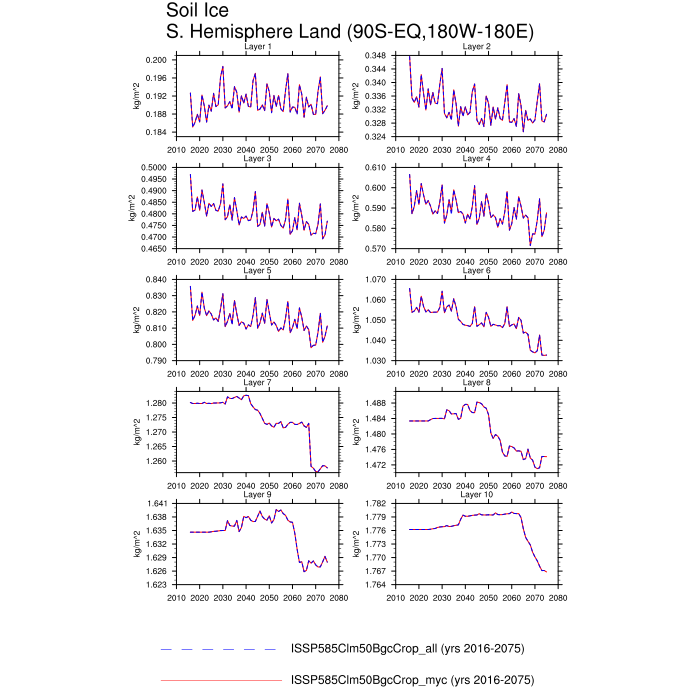 Soil Ice
S. Hemisphere Land (90S-EQ,180W-180E)
Layer 1
kg/m^2
0.200
0.196
0.192
0.188
0.184
2010 2020 2030 2040 2050 2060 2070 2080
Layer 2
kg/m^2
0.348
0.344
0.340
0.336
0.332
0.328
0.324
2010 2020 2030 2040 2050 2060 2070 2080
Layer 3
kg/m^2
0.5000
0.4950
0.4900
0.4850
0.4800
0.4750
0.4700
0.4650
2010 2020 2030 2040 2050 2060 2070 2080
Layer 4
kg/m^2
0.610
0.600
0.590
0.580
0.570
2010 2020 2030 2040 2050 2060 2070 2080
Layer 5
kg/m^2
0.840
0.830
0.820
0.810
0.800
0.790
2010 2020 2030 2040 2050 2060 2070 2080
Layer 6
kg/m^2
1.070
1.060
1.050
1.040
1.030
2010 2020 2030 2040 2050 2060 2070 2080
Layer 7
kg/m^2
1.280
1.275
1.270
1.265
1.260
2010 2020 2030 2040 2050 2060 2070 2080
Layer 8
kg/m^2
1.488
1.484
1.480
1.476
1.472
2010 2020 2030 2040 2050 2060 2070 2080
Layer 9
kg/m^2
1.641
1.638
1.635
1.632
1.629
1.626
1.623
2010 2020 2030 2040 2050 2060 2070 2080
Layer 10
kg/m^2
1.782
1.779
1.776
1.773
1.770
1.767
1.764
2010 2020 2030 2040 2050 2060 2070 2080
ISSP585Clm50BgcCrop_all (yrs 2016-2075)
ISSP585Clm50BgcCrop_myc (yrs 2016-2075)